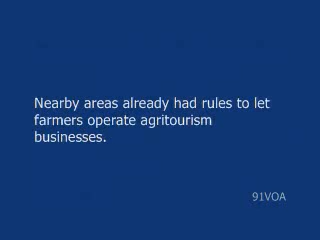 Nearby areas already had rules to let
farmers operate agritourism
businesses.
91VOA